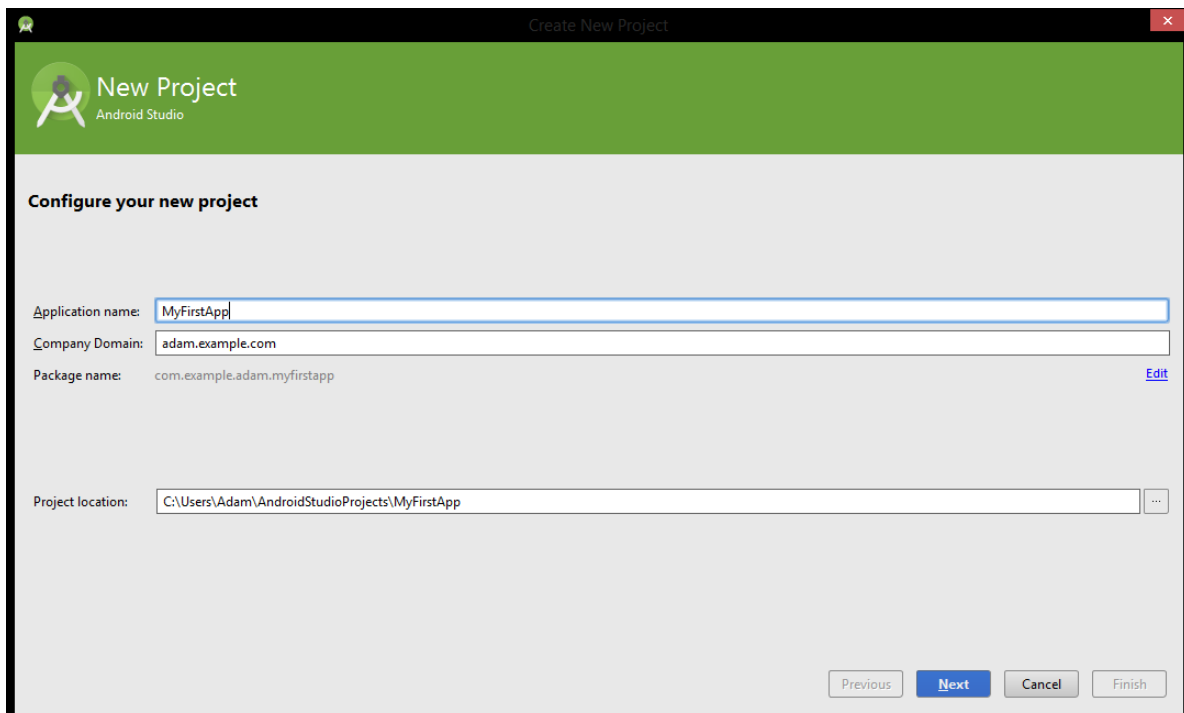 Create New Project
New Project
Android Studio
Configure your new project
Application name: MyFirstApp
Company Domain: adam.example.com
Package name: com.example.adam.myfirstapp Edit
Project location: C:\Users\Adam\AndroidStudioProjects\MyFirstApp ...
Previous Next Cancel Finish